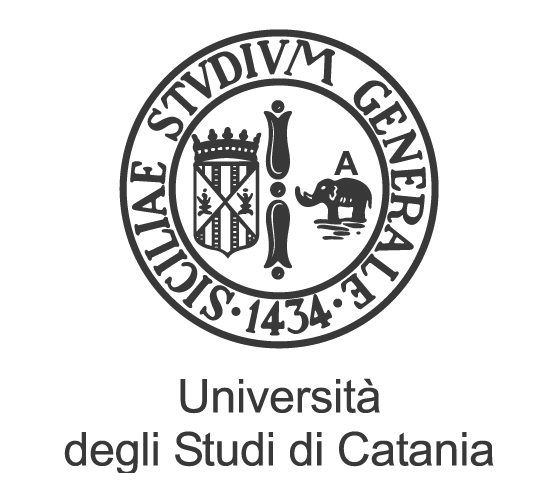 SICILIAE STVDIVM GENERALE
· 1434 ·
A
Università
degli Studi di Catania